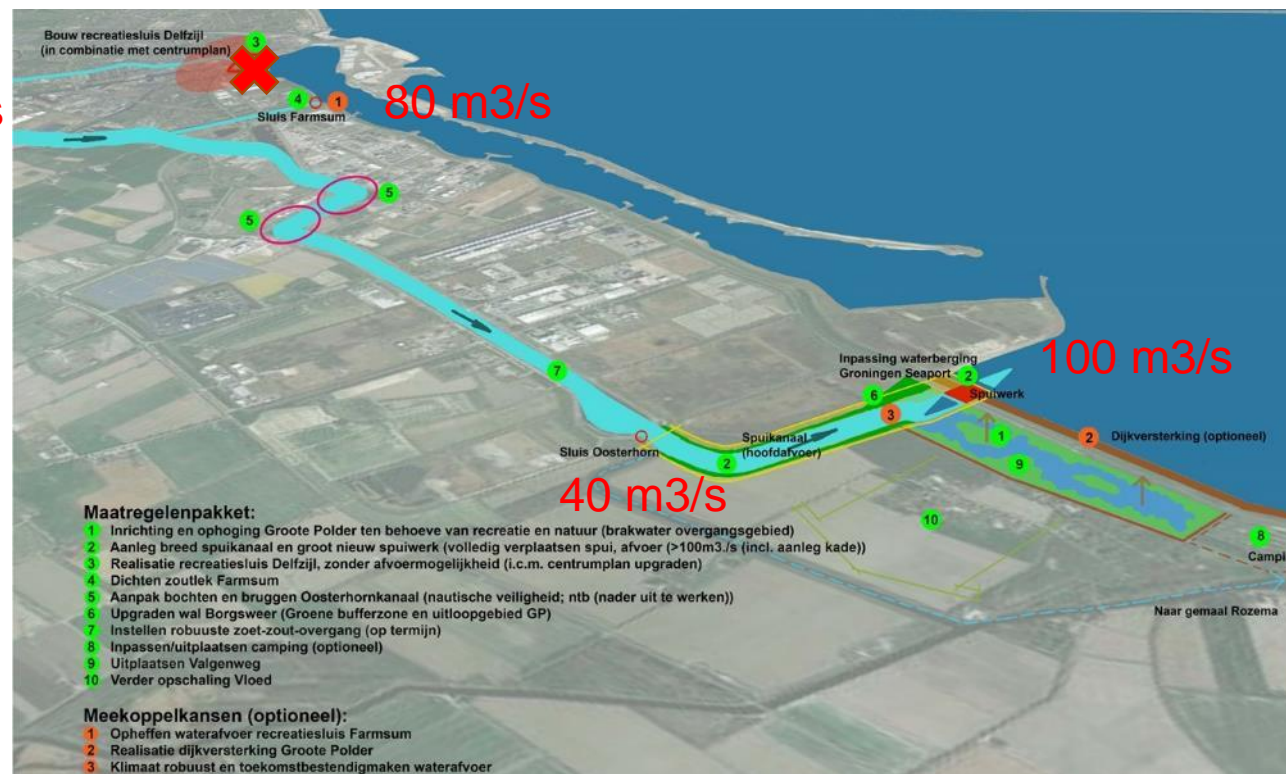 Bouw recreatiesluis Delfzijl
(in combinatie met centrumplan)
3
s
4
1
80 m3/s
Sluis Farmsum
5
5
7
Inpassing waterberging
Groningen Seaport
2
100 m3/s
6
Spuiwerk
3
1
2
Dijkversterking (optioneel)
Sluis Oosterhorn
Spuikanaal
(hoofdafvoer)
2
9
40 m3/s
10
8
Campi
Naar gemaal Rozema
Maatregelenpakket:
1 Inrichting en ophoging Groote Polder ten behoeve van recreatie en natuur (brakwater overgangsgebied)
2 Aanleg breed spuikanaal en groot nieuw spuiwerk (volledig verplaatsen spui, afvoer (>100m3./s (incl. aanleg kade))
3 Realisatie recreatiesluis Delfzijl, zonder afvoermogelijkheid (i.c.m. centrumplan upgraden)
4 Dichten zoutlek Farmsum
5 Aanpak bochten en bruggen Oosterhornkanaal (nautische veiligheid; ntb (nader uit te werken))
6 Upgraden wal Borgsweer (Groene bufferzone en uitloopgebied GP)
7 Instellen robuuste zoet-zout-overgang (op termijn)
8 Inpassen/uitplaatsen camping (optioneel)
9 Uitplaatsen Valgenweg
10 Verder opschaling Vloed
Meekoppelkansen (optioneel):
1 Opheffen waterafvoer recreatiesluis Farmsum
2 Realisatie dijkversterking Groote Polder
3 Klimaat robuust en toekomstbestendigmaken waterafvoer